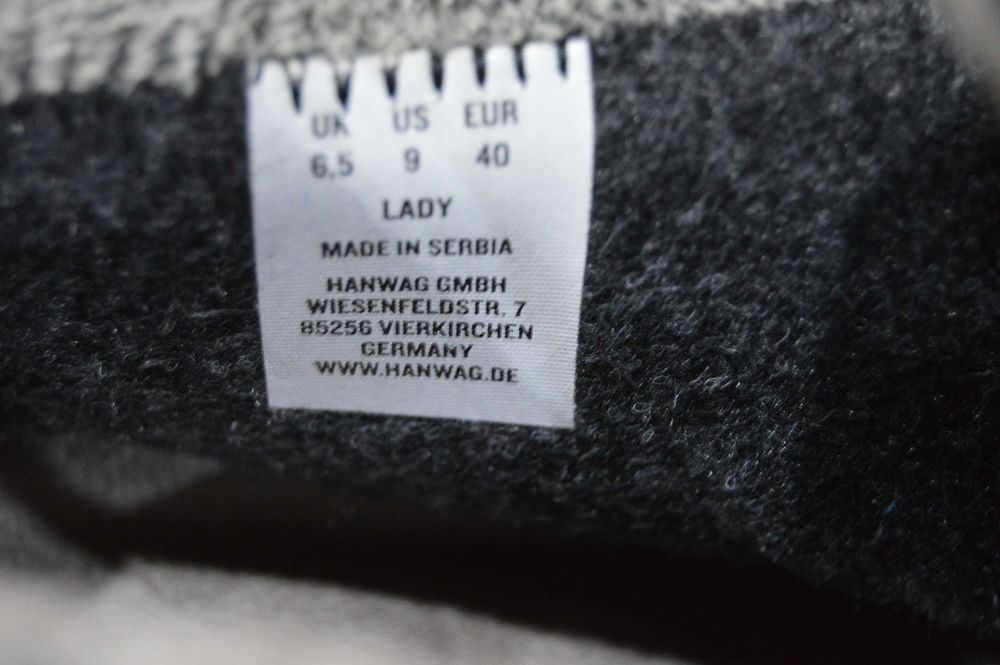 UK US EUR
6,5 9 40
LADY
MADE IN SERBIA
HANWAG GMBH
WIESENFELDSTR. 7
85256 VIERKIRCHEN
GERMANY
WWW.HANWAG.DE